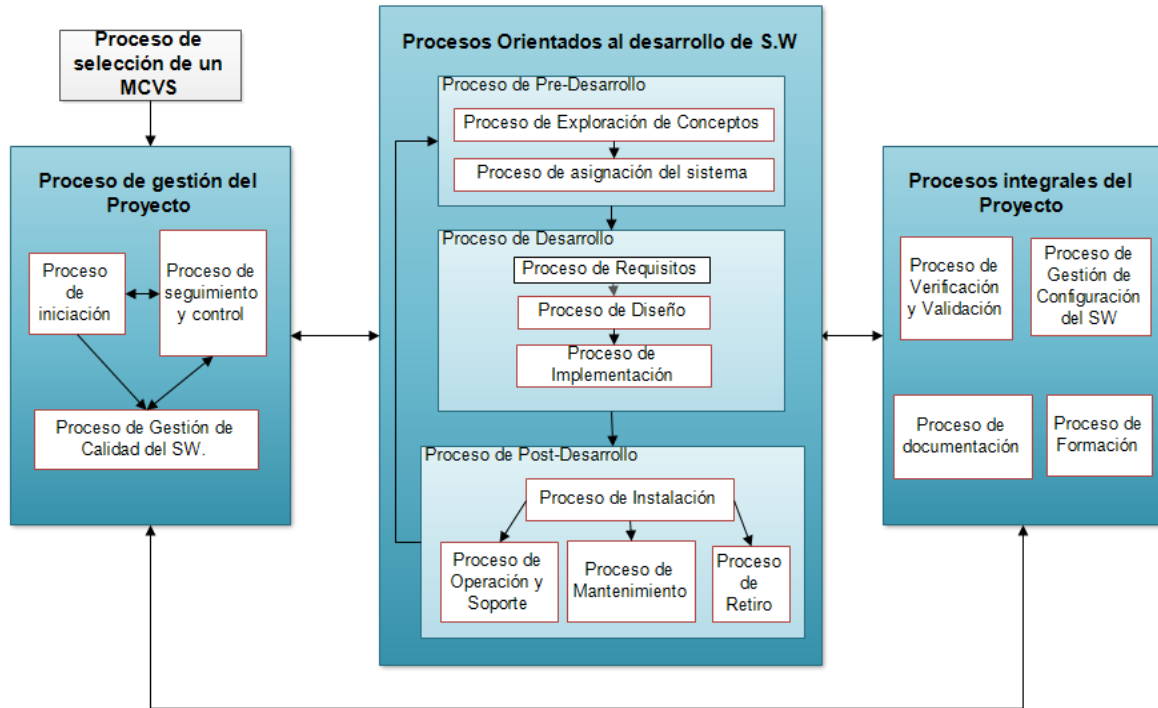 Proceso de
selección de un
MCVS
Proceso de gestión del
Proyecto
Proceso
de
iniciación
Proceso de
seguimiento
y control
Proceso de Gestión de
Calidad del SW.
Procesos Orientados al desarrollo de S.W
Proceso de Pre-Desarrollo
Proceso de Exploración de Conceptos
Proceso de asignación del sistema
Proceso de Desarrollo
Proceso de Requisitos
Proceso de Diseño
Proceso de
Implementación
Proceso de Post-Desarrollo
Proceso de Instalación
Proceso de
Operación y
Soporte
Proceso de
Mantenimiento
Proceso
de
Retiro
Procesos integrales del
Proyecto
Proceso de
Verificación
y Validación
Proceso de
Gestión de
Configuración
del SW
Proceso de
documentación
Proceso de
Formación